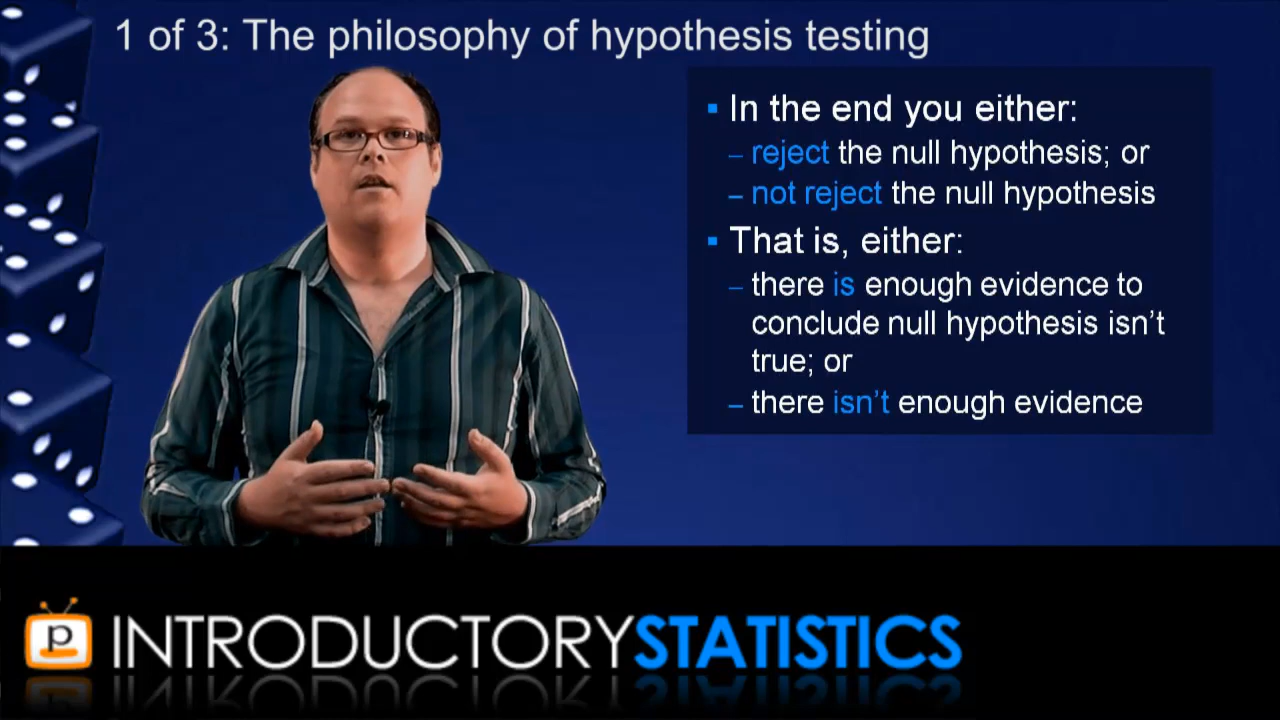 1 of 3: The philosophy of hypothesis testing
▪ In the end you either:
– reject the null hypothesis; or
– not reject the null hypothesis
▪ That is, either:
– there is enough evidence to
conclude null hypothesis isn't
true; or
– there isn't enough evidence
p
INTRODUCTORYSTATISTICS